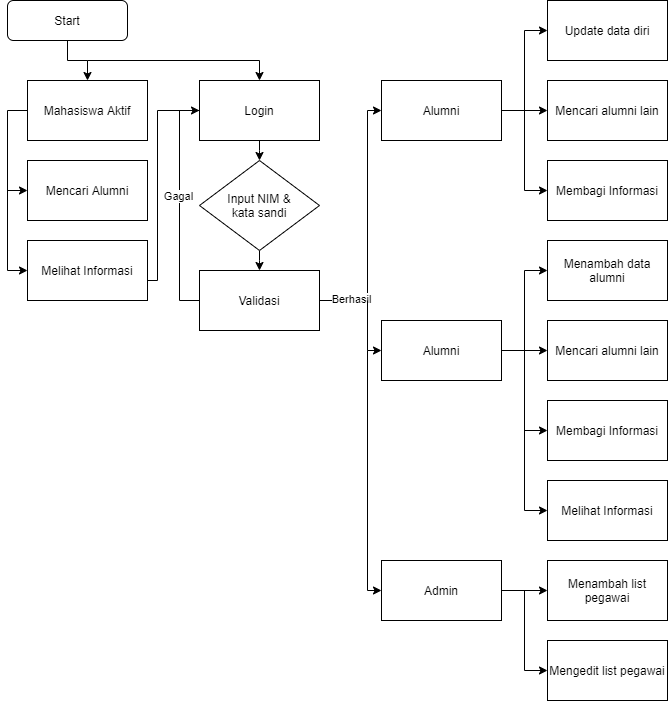 Start
Mahasiswa Aktif
Mencari Alumni
Melihat Informasi
Gagal
Login
Input NIM &
kata sandi
Validasi
Berhasil
Alumni
Update data diri
Mencari alumni lain
Membagi Informasi
Alumni
Menambah data
alumni
Mencari alumni lain
Membagi Informasi
Melihat Informasi
Admin
Menambah list
pegawai
Mengedit list pegawai